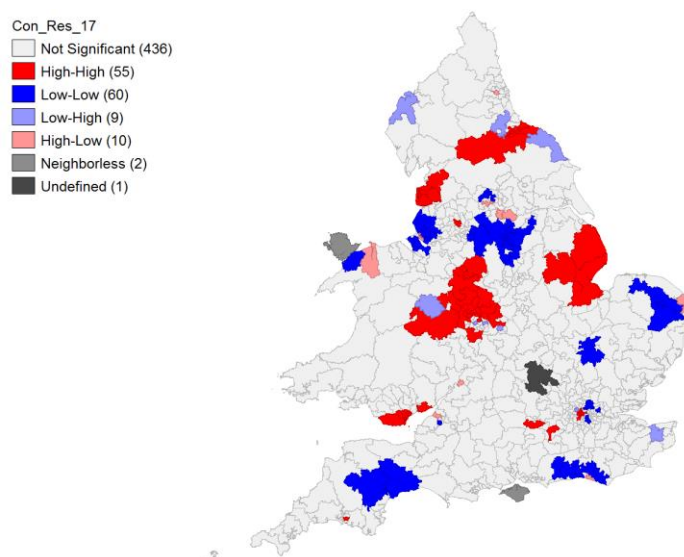 Con_Res_17
Not Significant (436)
High-High (55)
Low-Low (60)
Low-High (9)
High-Low (10)
Neighborless (2)
Undefined (1)